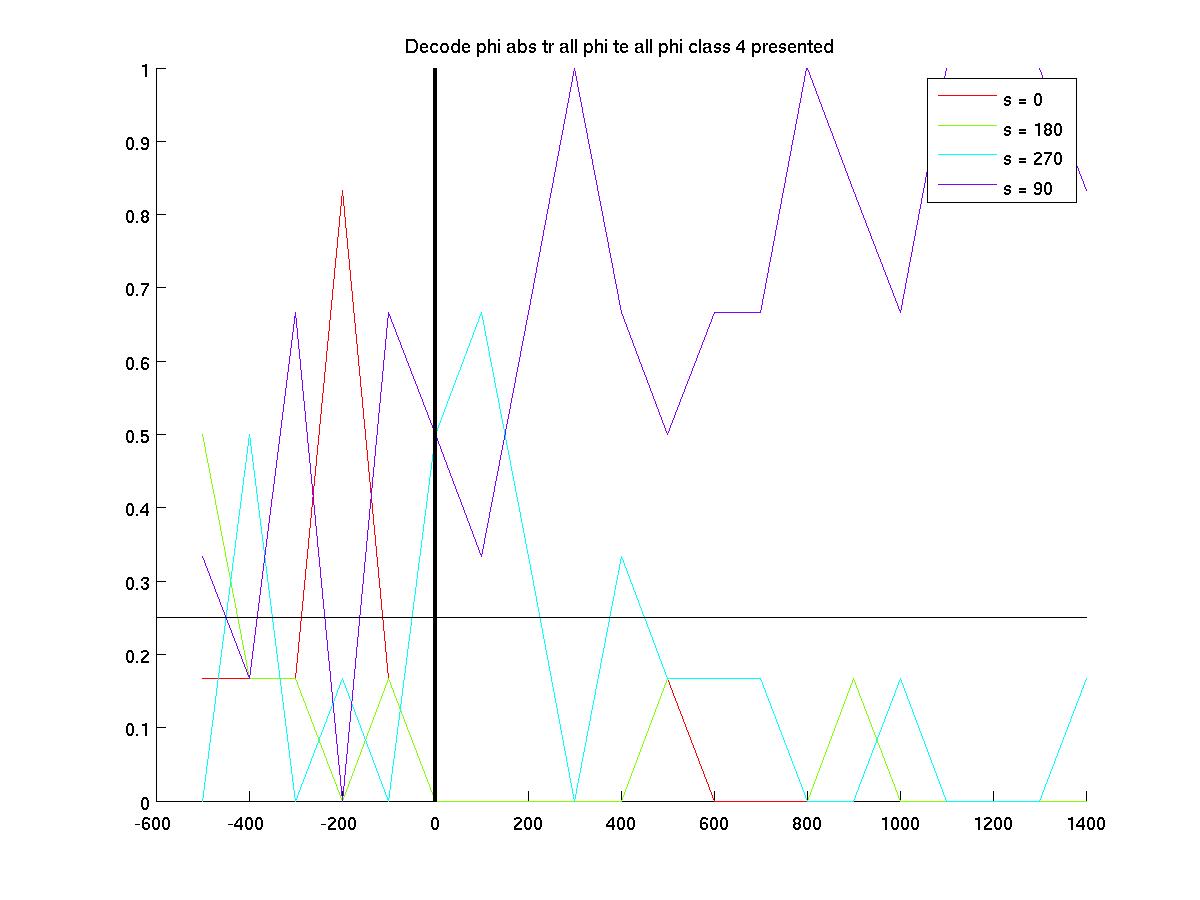 Decode phi abs tr all phi te all phi class 4 presented
1
0.9
0.8
0.7
0.6
0.5
0.4
0.3
0.2
0.1
0
s = 0
s = 180
s = 270
s = 90
-600 -400 -200 0 200 400 600 800 1000 1200 1400